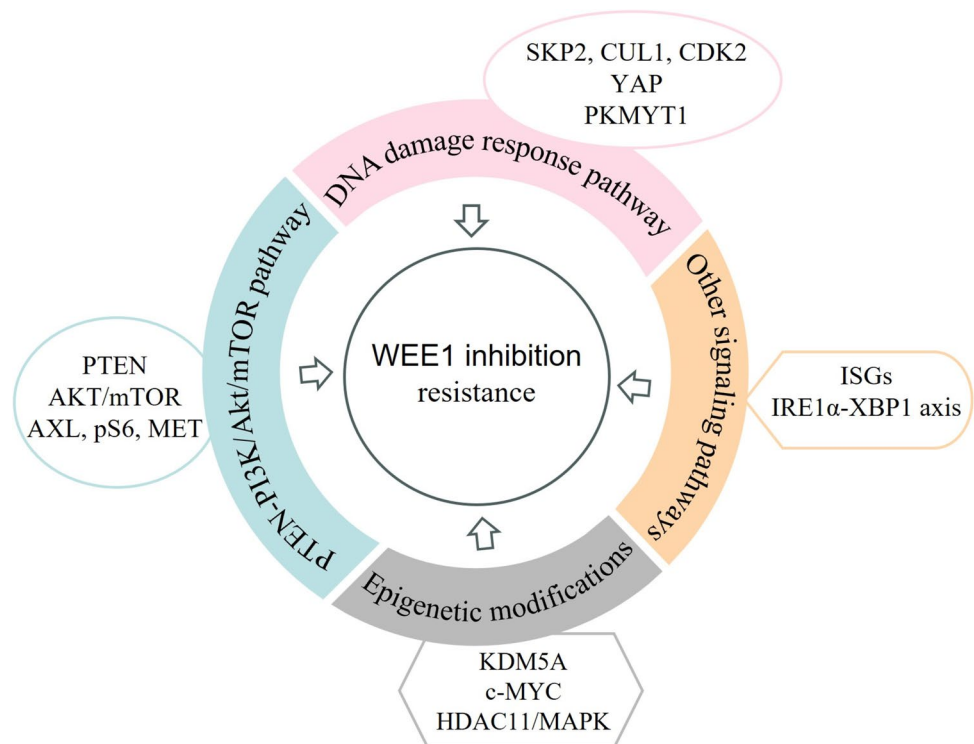 SKP2, CUL1, CDK2
YAP
PKMYT1
DNA damage response pathway
PTEN-PI3K/Akt/mTOR pathway
Other signaling pathways
WEE1 inhibition
resistance
PTEN
AKT/mTOR
AXL, pS6, MET
ISGs
IRE1α-XBP1 axis
Epigenetic modifications
KDM5A
c-MYC
HDAC11/MAPK